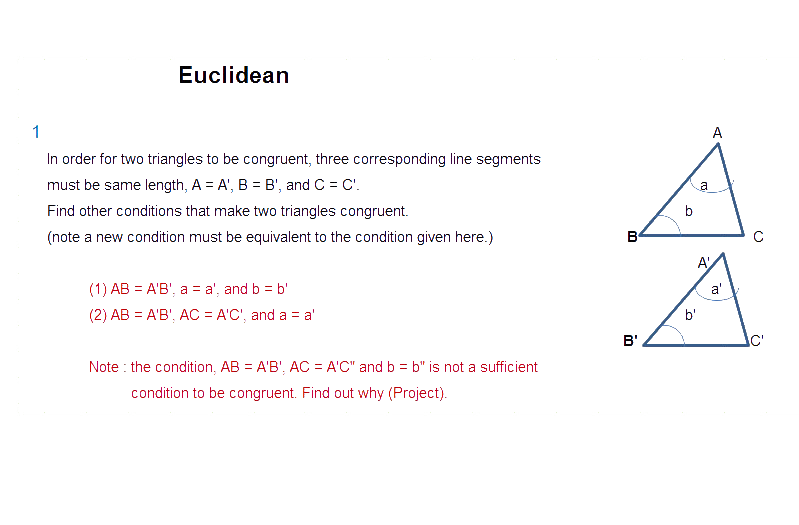 Euclidean
1
In order for two triangles to be congruent, three corresponding line segments
must be same length, A = A', B = B', and C = C'.
Find other conditions that make two triangles congruent.
(note a new condition must be equivalent to the condition given here.)
(1) AB = A'B', a = a', and b = b'
(2) AB = A'B', AC = A'C', and a = a'
Note : the condition, AB = A'B', AC = A'C" and b = b" is not a sufficient
condition to be congruent. Find out why (Project).
A
a
b
B
C
A'
a'
b'
B'
C'